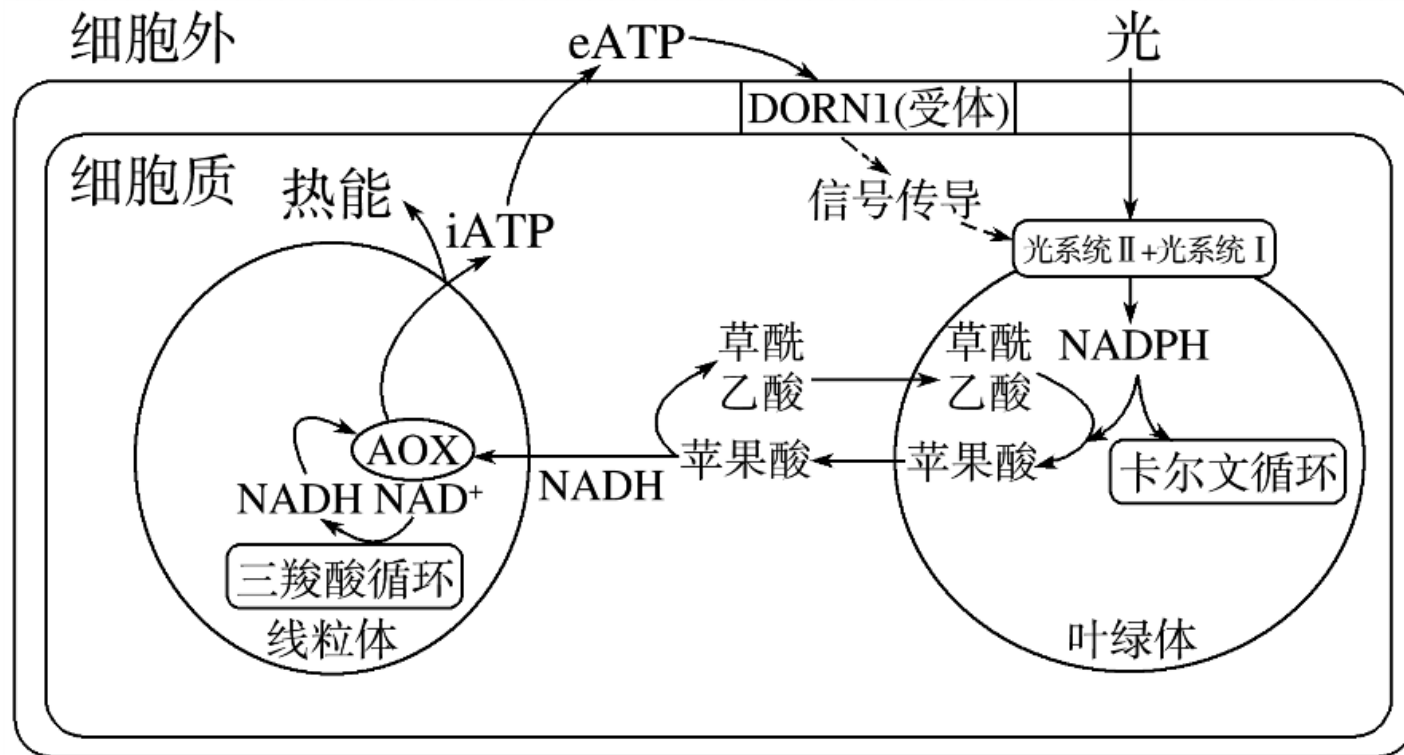 细胞外
eATP
光
DORN1(受体)
细胞质
热能
iATP
信号传导
光系统Ⅱ+光系统Ⅰ
草酰
乙酸
草酰
乙酸
NADPH
AOX
NADH
苹果酸
苹果酸
卡尔文循环
NADH NAD⁺
三羧酸循环
线粒体
叶绿体